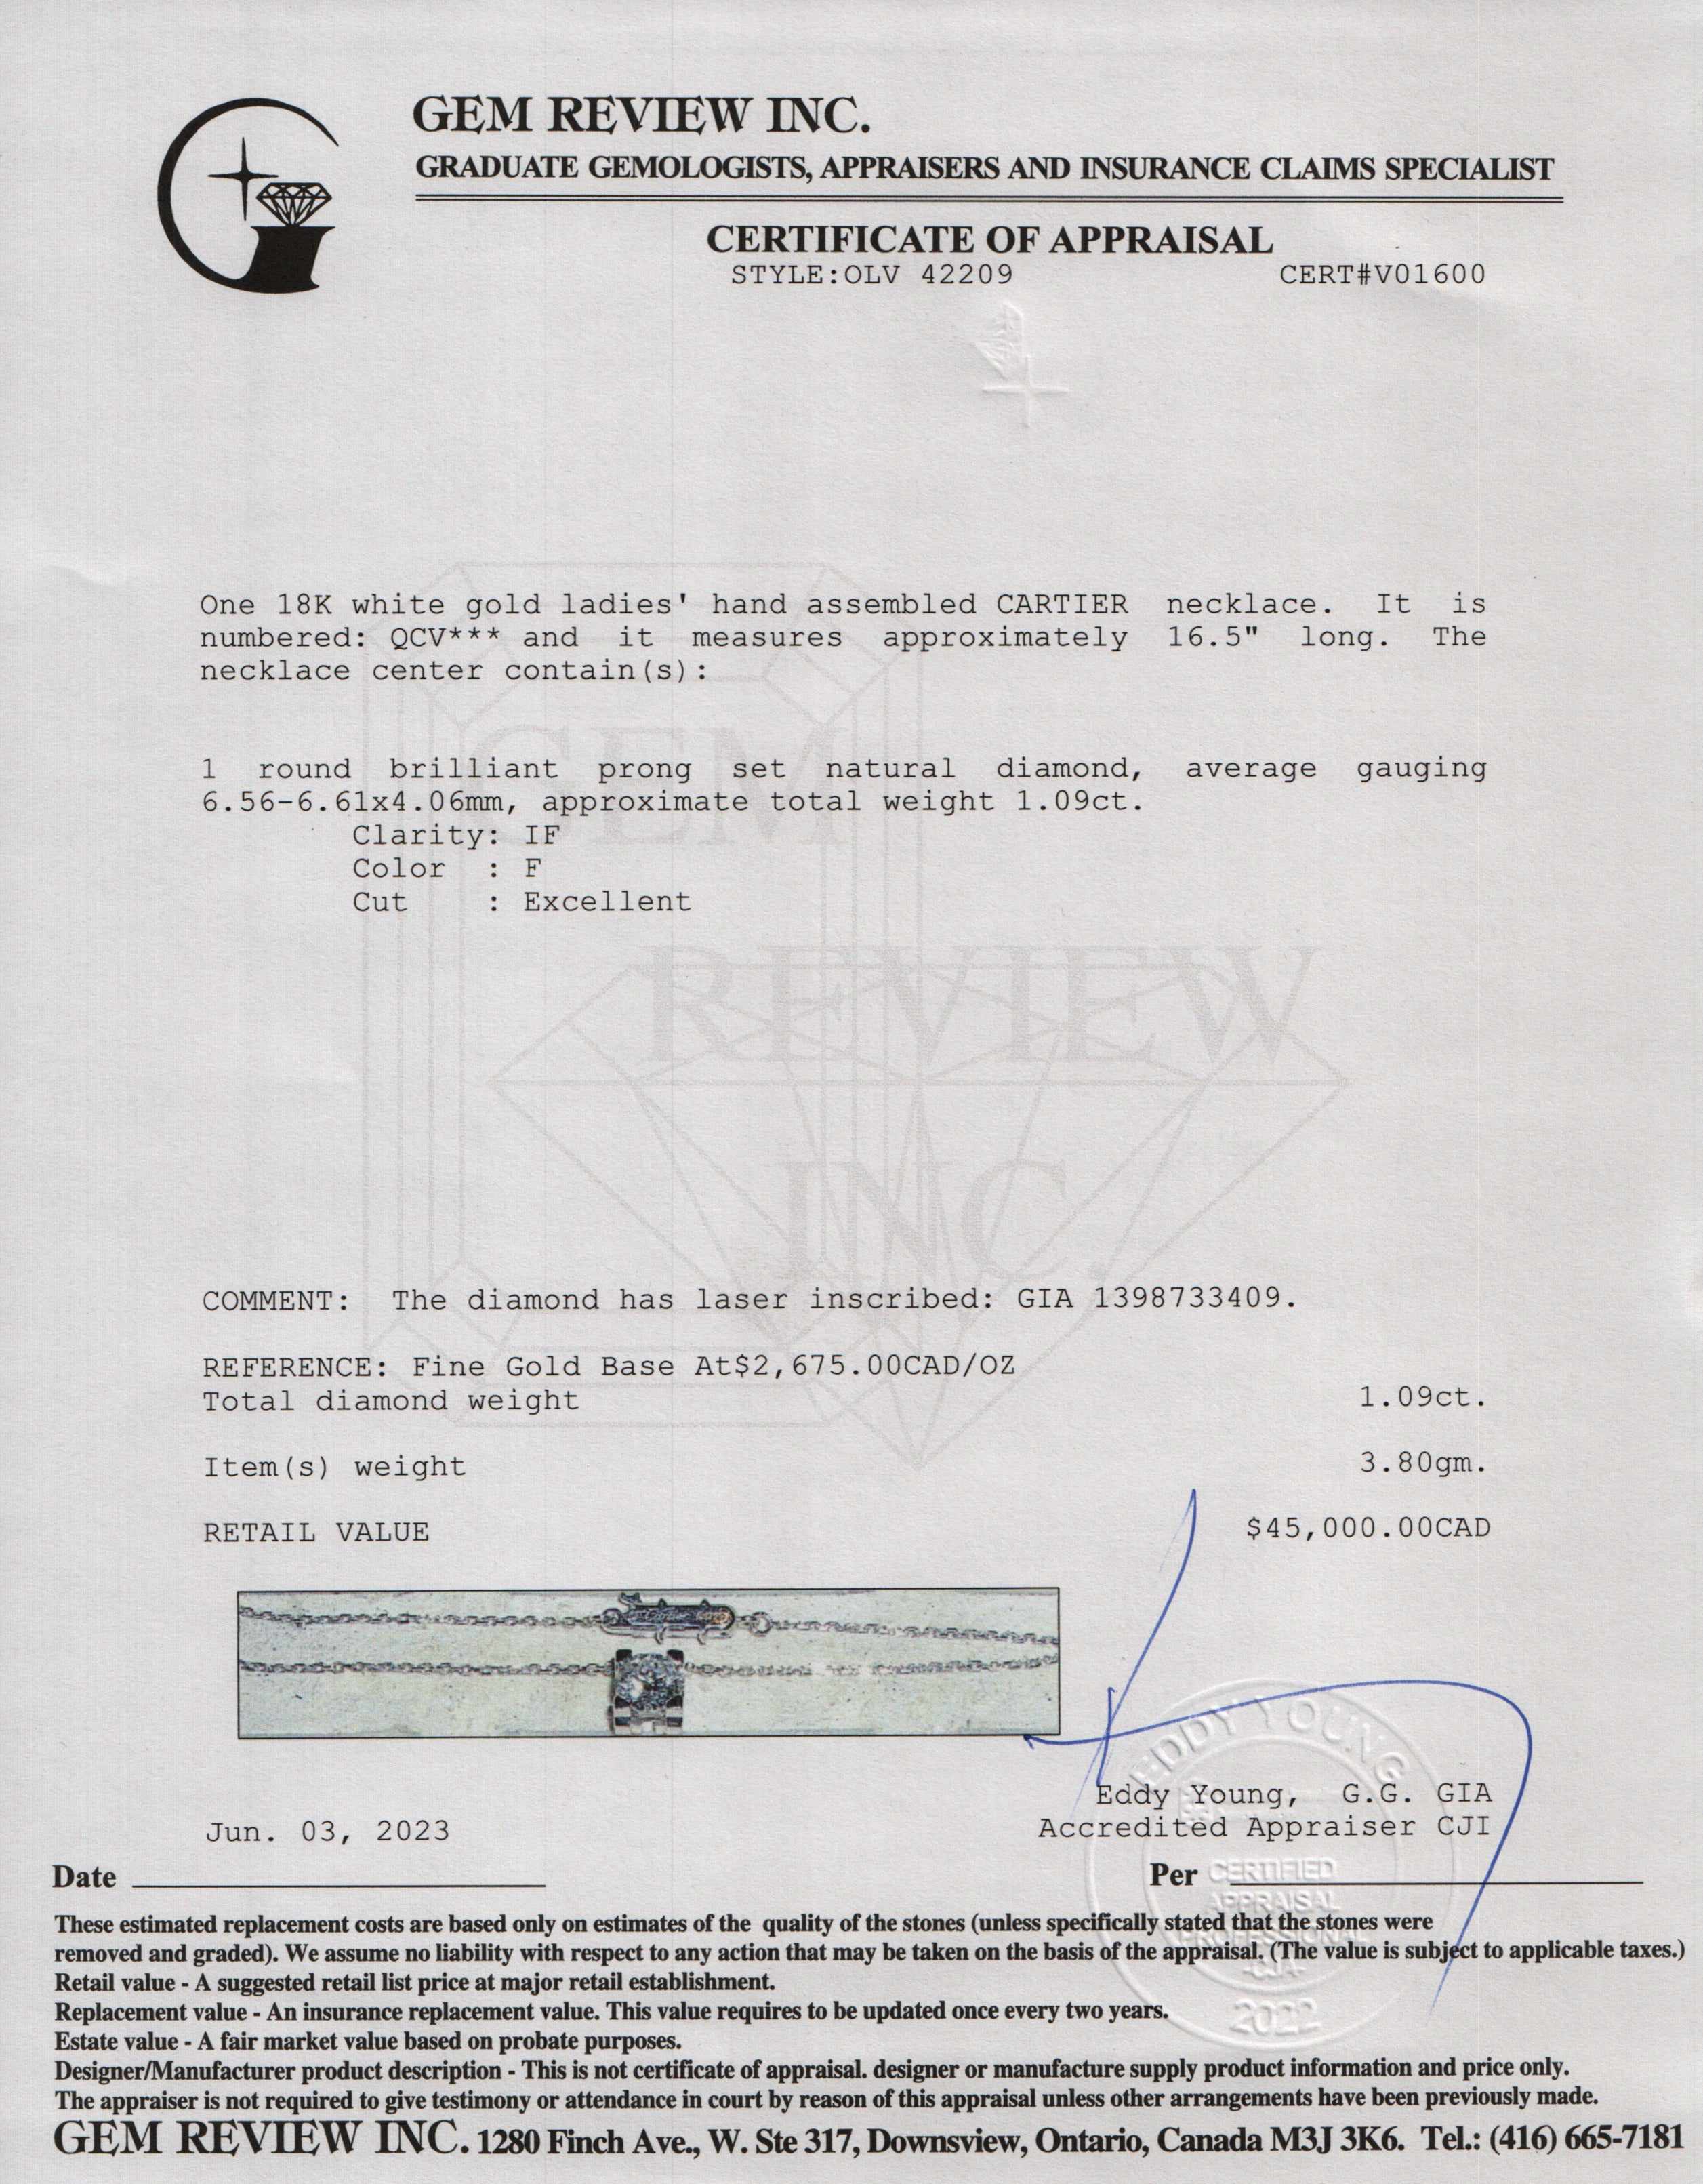 GEM REVIEW INC.
GRADUATE GEMOLOGISTS, APPRAISERS AND INSURANCE CLAIMS SPECIALIST
CERTIFICATE OF APPRAISAL
STYLE:OLV 42209 CERT#V01600
One 18K white gold ladies' hand assembled CARTIER necklace. It is
numbered: QCV*** and it measures approximately 16.5" long. The
necklace center contain(s):
GEM
1 round brilliant prong set natural diamond, average gauging
6.56-6.61x4.06mm, approximate total weight 1.09ct.
Clarity: IF
Color : F
Cut : Excellent
REVIEW
INC.
COMMENT: The diamond has laser inscribed: GIA 1398733409.
REFERENCE: Fine Gold Base At$2,675.00CAD/OZ
Total diamond weight 1.09ct.
Item(s) weight 3.80gm.
RETAIL VALUE $45,000.00CAD
EDDY YOUNG
Eddy Young, G.G. GIA
Jun. 03, 2023 Accredited Appraiser CJI
Date Per
CERTIFIED
APPRAISAL
PROFESSIONAL
-CJA-
2022
These estimated replacement costs are based only on estimates of the quality of the stones (unless specifically stated that the stones were
removed and graded). We assume no liability with respect to any action that may be taken on the basis of the appraisal. (The value is subject to applicable taxes.)
Retail value - A suggested retail list price at major retail establishment.
Replacement value - An insurance replacement value. This value requires to be updated once every two years.
Estate value - A fair market value based on probate purposes.
Designer/Manufacturer product description - This is not certificate of appraisal. designer or manufacture supply product information and price only.
The appraiser is not required to give testimony or attendance in court by reason of this appraisal unless other arrangements have been previously made.
GEM REVIEW INC. 1280 Finch Ave., W. Ste 317, Downsview, Ontario, Canada M3J 3K6. Tel.: (416) 665-7181